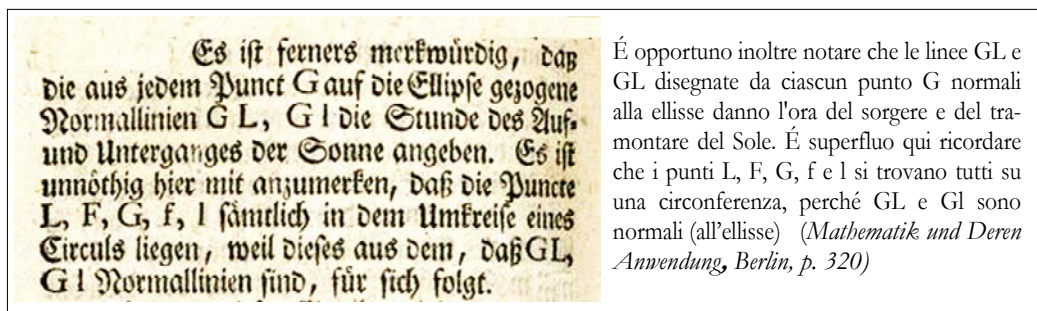 Es ist ferners merkwürdig, daß
die aus jedem Punct G auf die Ellipse gezogene
Normallinien G L, G l die Stunde des Auf-
und Unterganges der Sonne angeben. Es ist
unnöthig hier mit anzumerken, daß die Puncte
L, F, G, f, l sämtlich in dem Umkreise eines
Circuls liegen, weil dieses aus dem, daß GL,
G l Normallinien sind, für sich folgt.
É opportuno inoltre notare che le linee GL e
GL disegnate da ciascun punto G normali
alla ellisse danno l'ora del sorgere e del tra-
montare del Sole. É superfluo qui ricordare
che i punti L, F, G, f e l si trovano tutti su
una circonferenza, perché GL e Gl sono
normali (all’ellisse) (Mathematik und Deren
Anwendung, Berlin, p. 320)